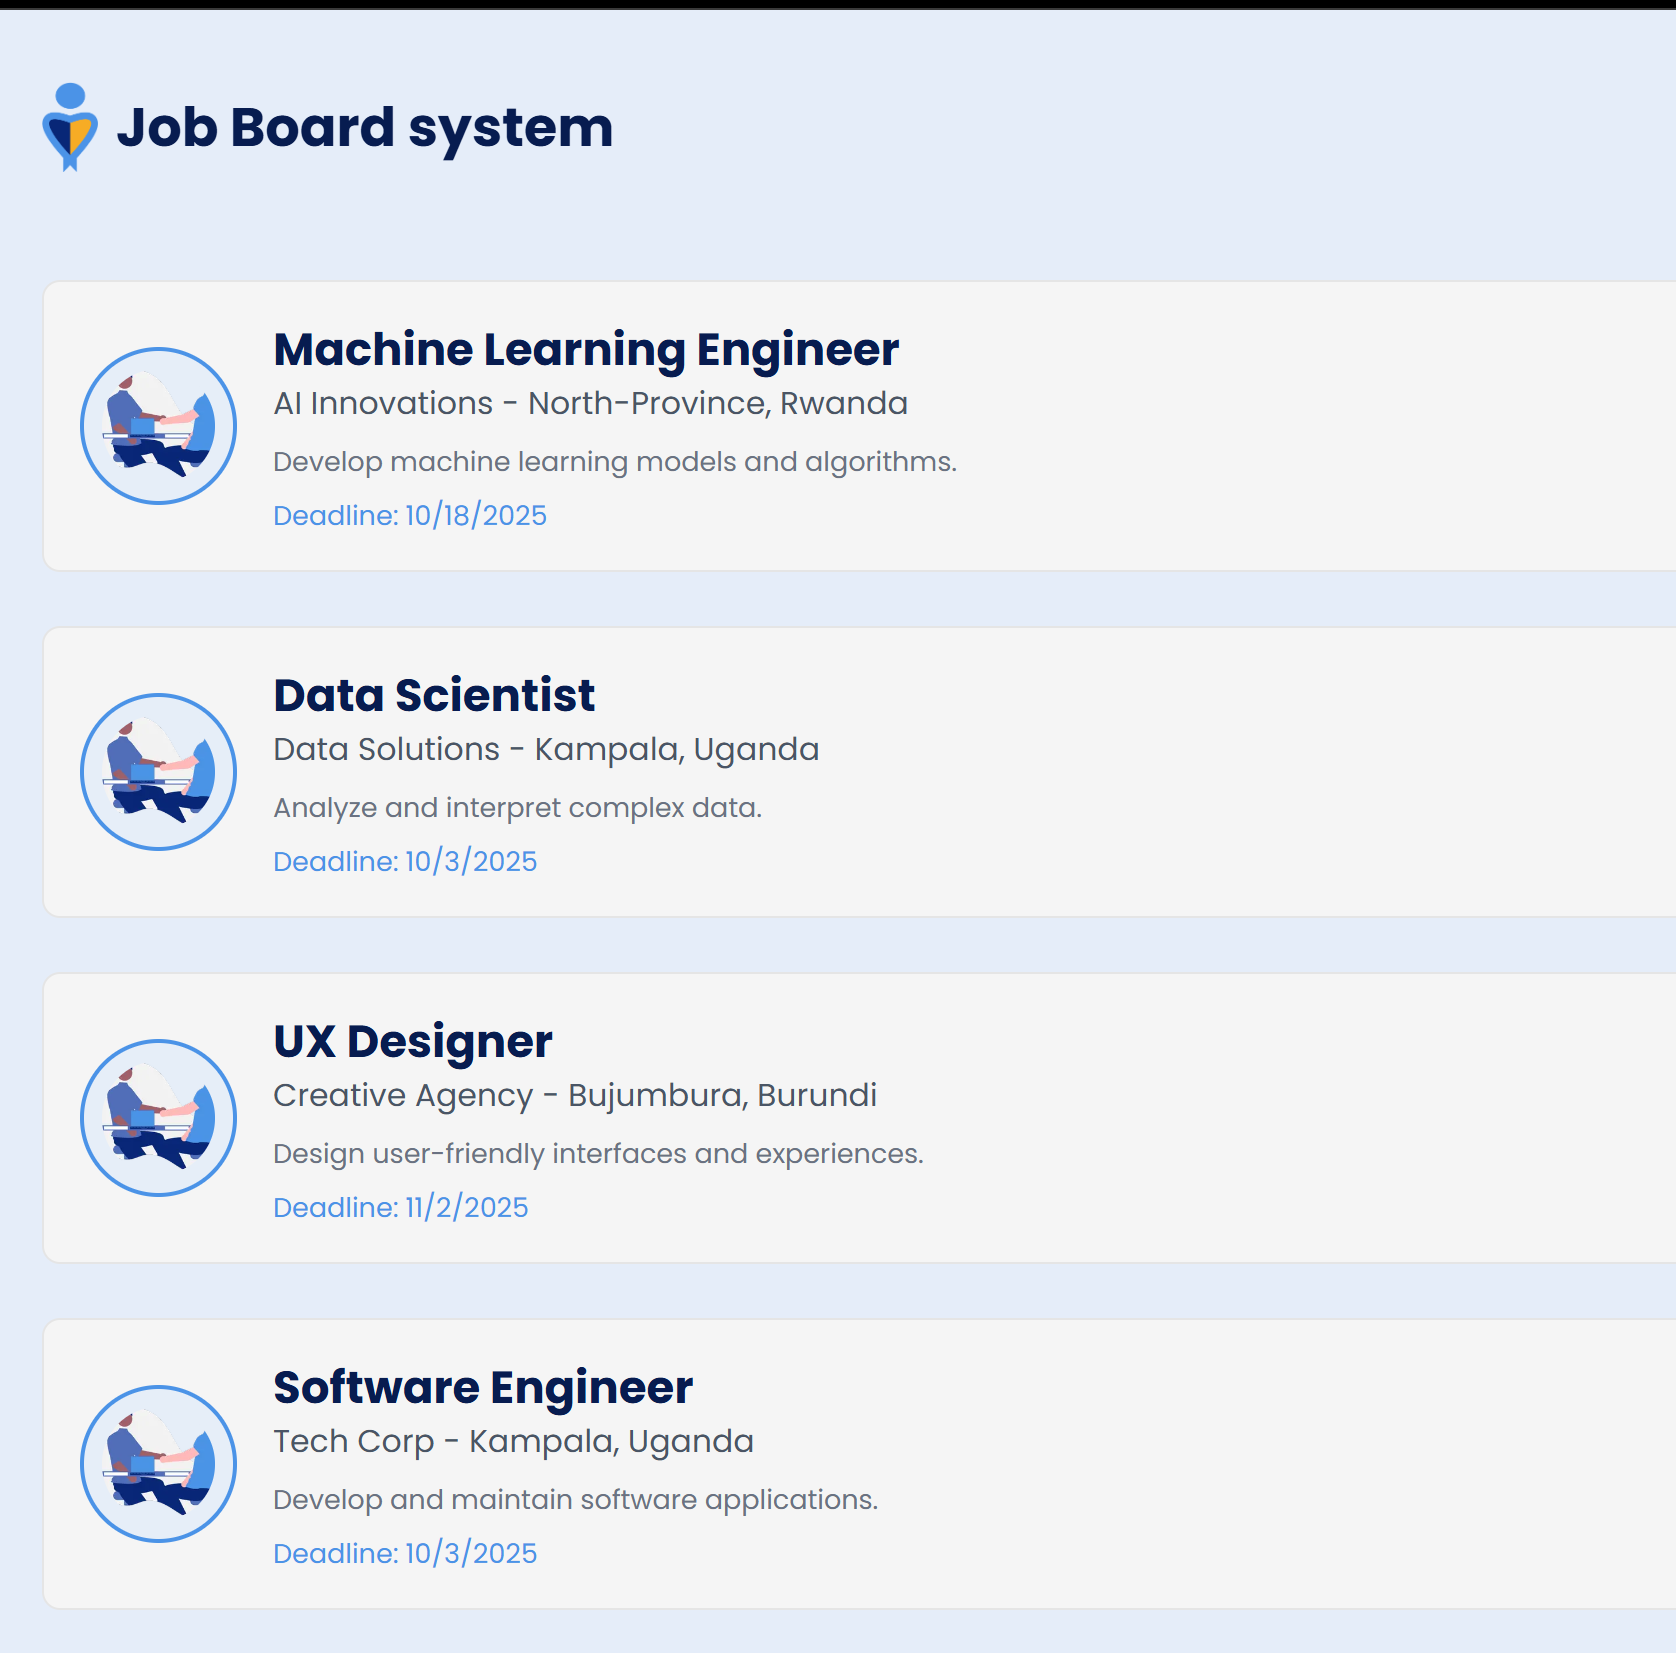 Job Board system
Machine Learning Engineer
AI Innovations - North-Province, Rwanda
Develop machine learning models and algorithms.
Deadline: 10/18/2025
Data Scientist
Data Solutions - Kampala, Uganda
Analyze and interpret complex data.
Deadline: 10/3/2025
UX Designer
Creative Agency - Bujumbura, Burundi
Design user-friendly interfaces and experiences.
Deadline: 11/2/2025
Software Engineer
Tech Corp - Kampala, Uganda
Develop and maintain software applications.
Deadline: 10/3/2025